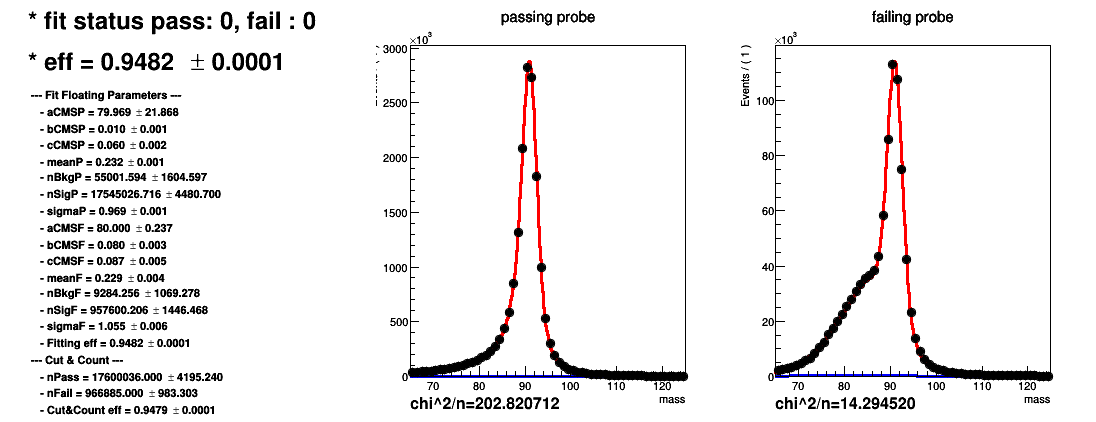 * fit status pass: 0, fail : 0
* eff = 0.9482 ± 0.0001
--- Fit Floating Parameters ---
- aCMSP = 79.969 ± 21.868
- bCMSP = 0.010 ± 0.001
- cCMSP = 0.060 ± 0.002
- meanP = 0.232 ± 0.001
- nBkgP = 55001.594 ± 1604.597
- nSigP = 17545026.716 ± 4480.700
- sigmaP = 0.969 ± 0.001
- aCMSF = 80.000 ± 0.237
- bCMSF = 0.080 ± 0.003
- cCMSF = 0.087 ± 0.005
- meanF = 0.229 ± 0.004
- nBkgF = 9284.256 ± 1069.278
- nSigF = 957600.206 ± 1446.468
- sigmaF = 1.055 ± 0.006
- Fitting eff = 0.9482 ± 0.0001
--- Cut & Count ---
- nPass = 17600036.000 ± 4195.240
- nFail = 966885.000 ± 983.303
- Cut&Count eff = 0.9479 ± 0.0001
passing probe
×10³
3000
2500
2000
1500
1000
500
0
70 80 90 100 110 120
mass
chi^2/n=202.820712
failing probe
×10³
Events / ( 1 )
100
80
60
40
20
0
70 80 90 100 110 120
mass
chi^2/n=14.294520